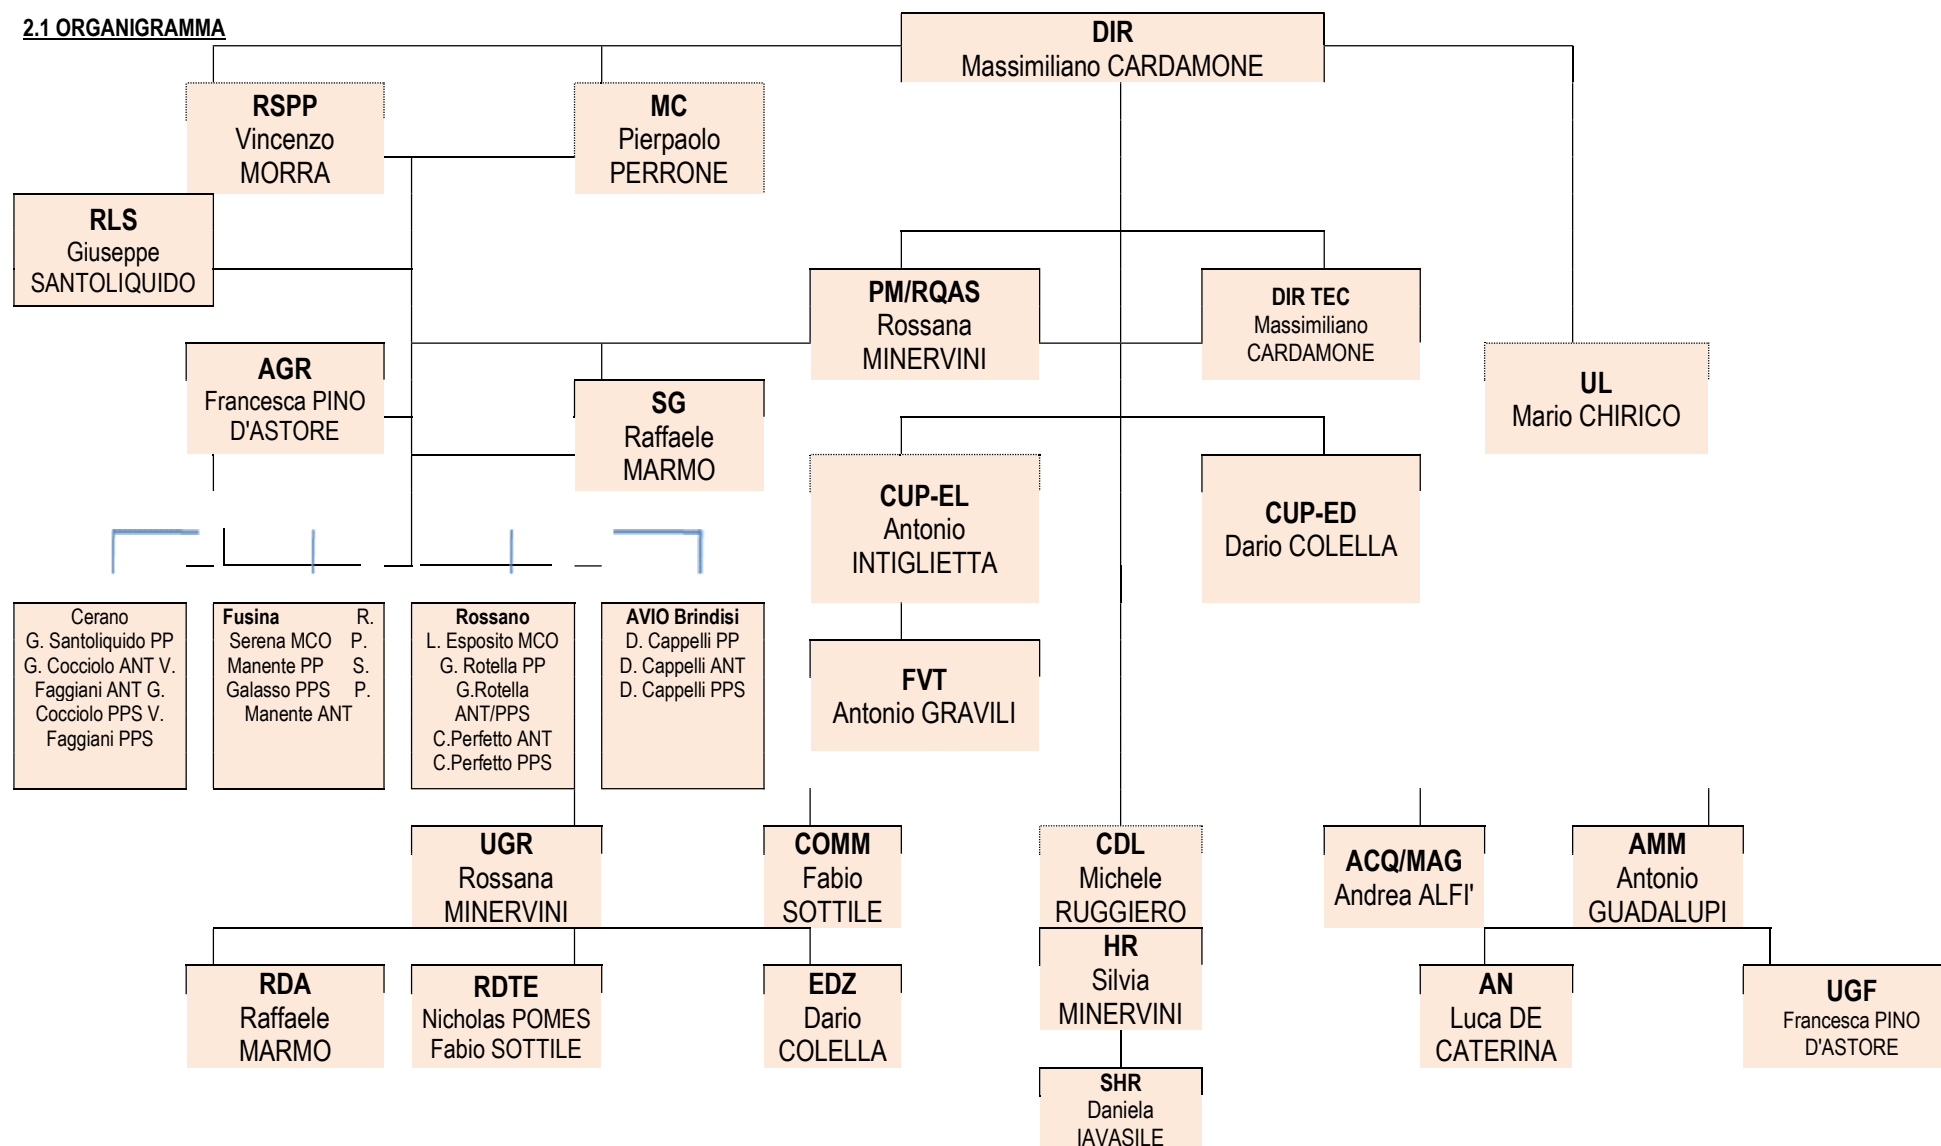 2.1 ORGANIGRAMMA
DIR
Massimiliano CARDAMONE
RSPP
Vincenzo
MORRA
MC
Pierpaolo
PERRONE
RLS
Giuseppe
SANTOLIQUIDO
PM/RQAS
Rossana
MINERVINI
DIR TEC
Massimiliano
CARDAMONE
UL
Mario CHIRICO
AGR
Francesca PINO
D'ASTORE
SG
Raffaele
MARMO
CUP-EL
Antonio
INTIGLIETTA
CUP-ED
Dario COLELLA
Cerano
G. Santoliquido PP
G. Cocciolo ANT V.
Faggiani ANT G.
Cocciolo PPS V.
Faggiani PPS
Fusina R.
Serena MCO P.
Manente PP S.
Galasso PPS P.
Manente ANT
Rossano
L. Esposito MCO
G. Rotella PP
G.Rotella
ANT/PPS
C.Perfetto ANT
C.Perfetto PPS
AVIO Brindisi
D. Cappelli PP
D. Cappelli ANT
D. Cappelli PPS
FVT
Antonio GRAVILI
UGR
Rossana
MINERVINI
COMM
Fabio
SOTTILE
CDL
Michele
RUGGIERO
ACQ/MAG
Andrea ALFI'
AMM
Antonio
GUADALUPI
RDA
Raffaele
MARMO
RDTE
Nicholas POMES
Fabio SOTTILE
EDZ
Dario
COLELLA
HR
Silvia
MINERVINI
AN
Luca DE
CATERINA
UGF
Francesca PINO
D'ASTORE
SHR
Daniela
IAVASILE